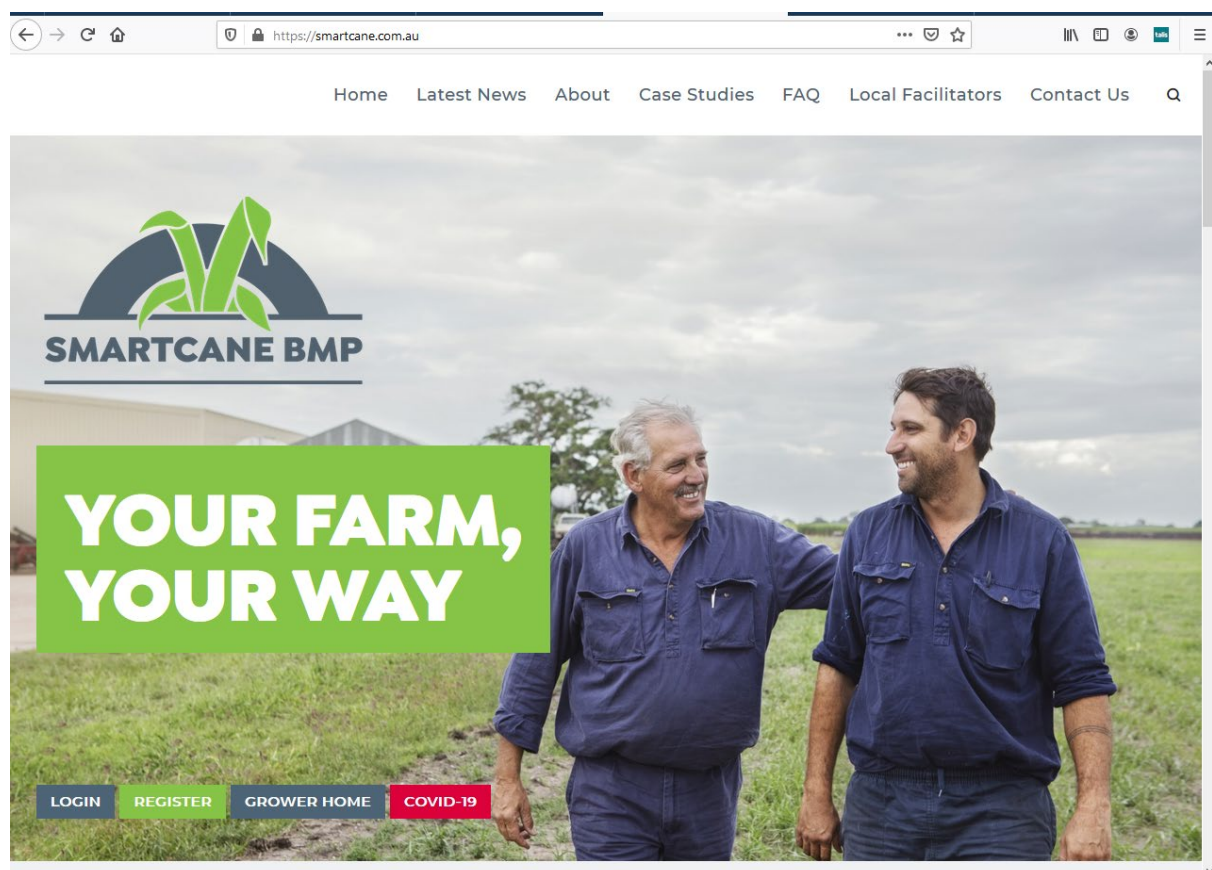 https://smartcane.com.au
Home Latest News About Case Studies FAQ Local Facilitators Contact Us
SMARTCANE BMP
YOUR FARM,
YOUR WAY
LOGIN REGISTER GROWER HOME COVID-19